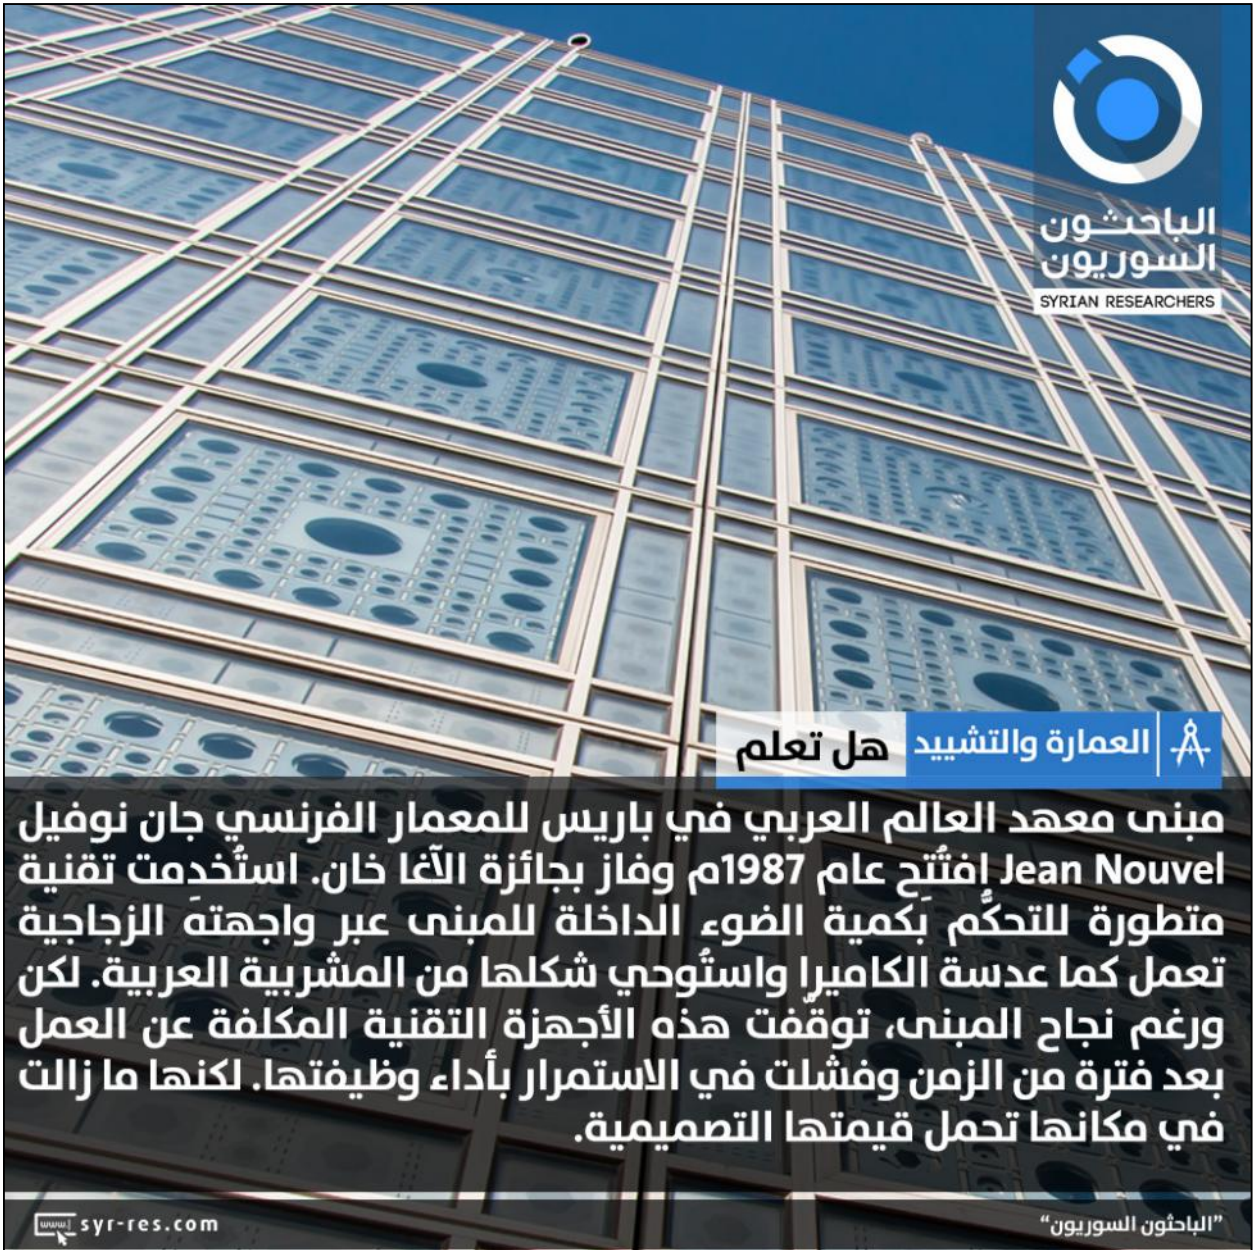 الباحثون
السوريون
SYRIAN RESEARCHERS
العمارة والتشييد هل تعلم
مبنى معهد العالم العربي في باريس للمعمار الفرنسي جان نوفيل
Jean Nouvel افتُتِح عام 1987م وفاز بجائزة الآغا خان. استُخدِمت تقنية
متطورة للتحكُّم بكمية الضوء الداخلة للمبنى عبر واجهته الزجاجية
تعمل كما عدسة الكاميرا واستُوحي شكلها من المشربية العربية. لكن
ورغم نجاح المبنى، توقّفت هذه الأجهزة التقنية المكلفة عن العمل
بعد فترة من الزمن وفشلت في الاستمرار بأداء وظيفتها. لكنها ما زالت
في مكانها تحمل قيمتها التصميمية.
"الباحثون السوريون"
www. syr-res.com